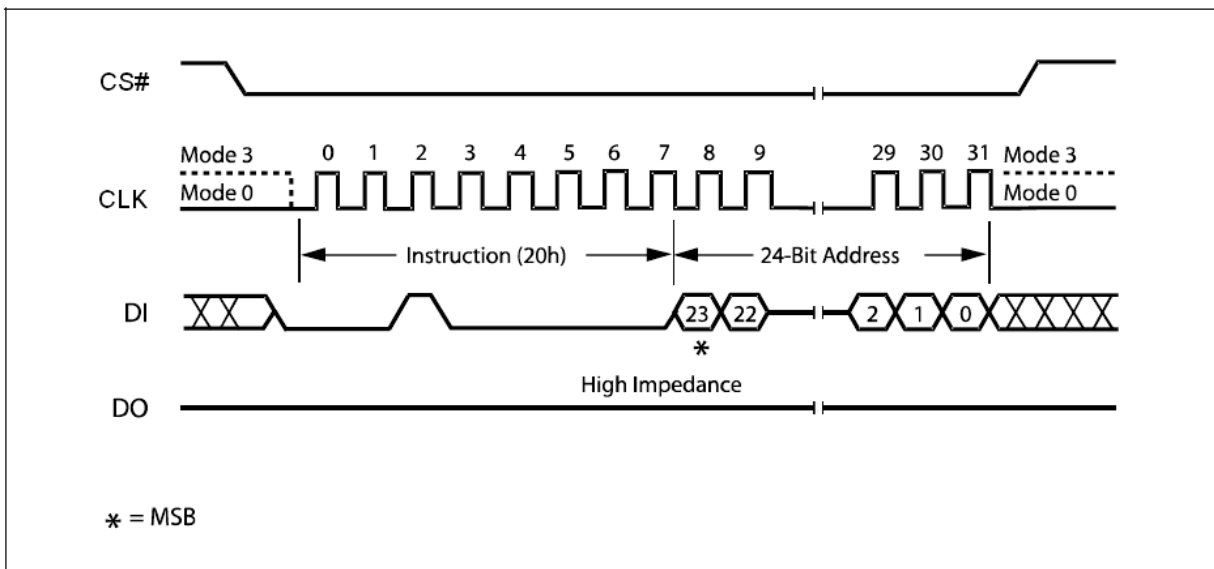 CS#
Mode 3 0 1 2 3 4 5 6 7 8 9 29 30 31 Mode 3
CLK Mode 0 Mode 0
Instruction (20h) 24-Bit Address
DI 23 22 2 1 0
*
High Impedance
DO
* = MSB